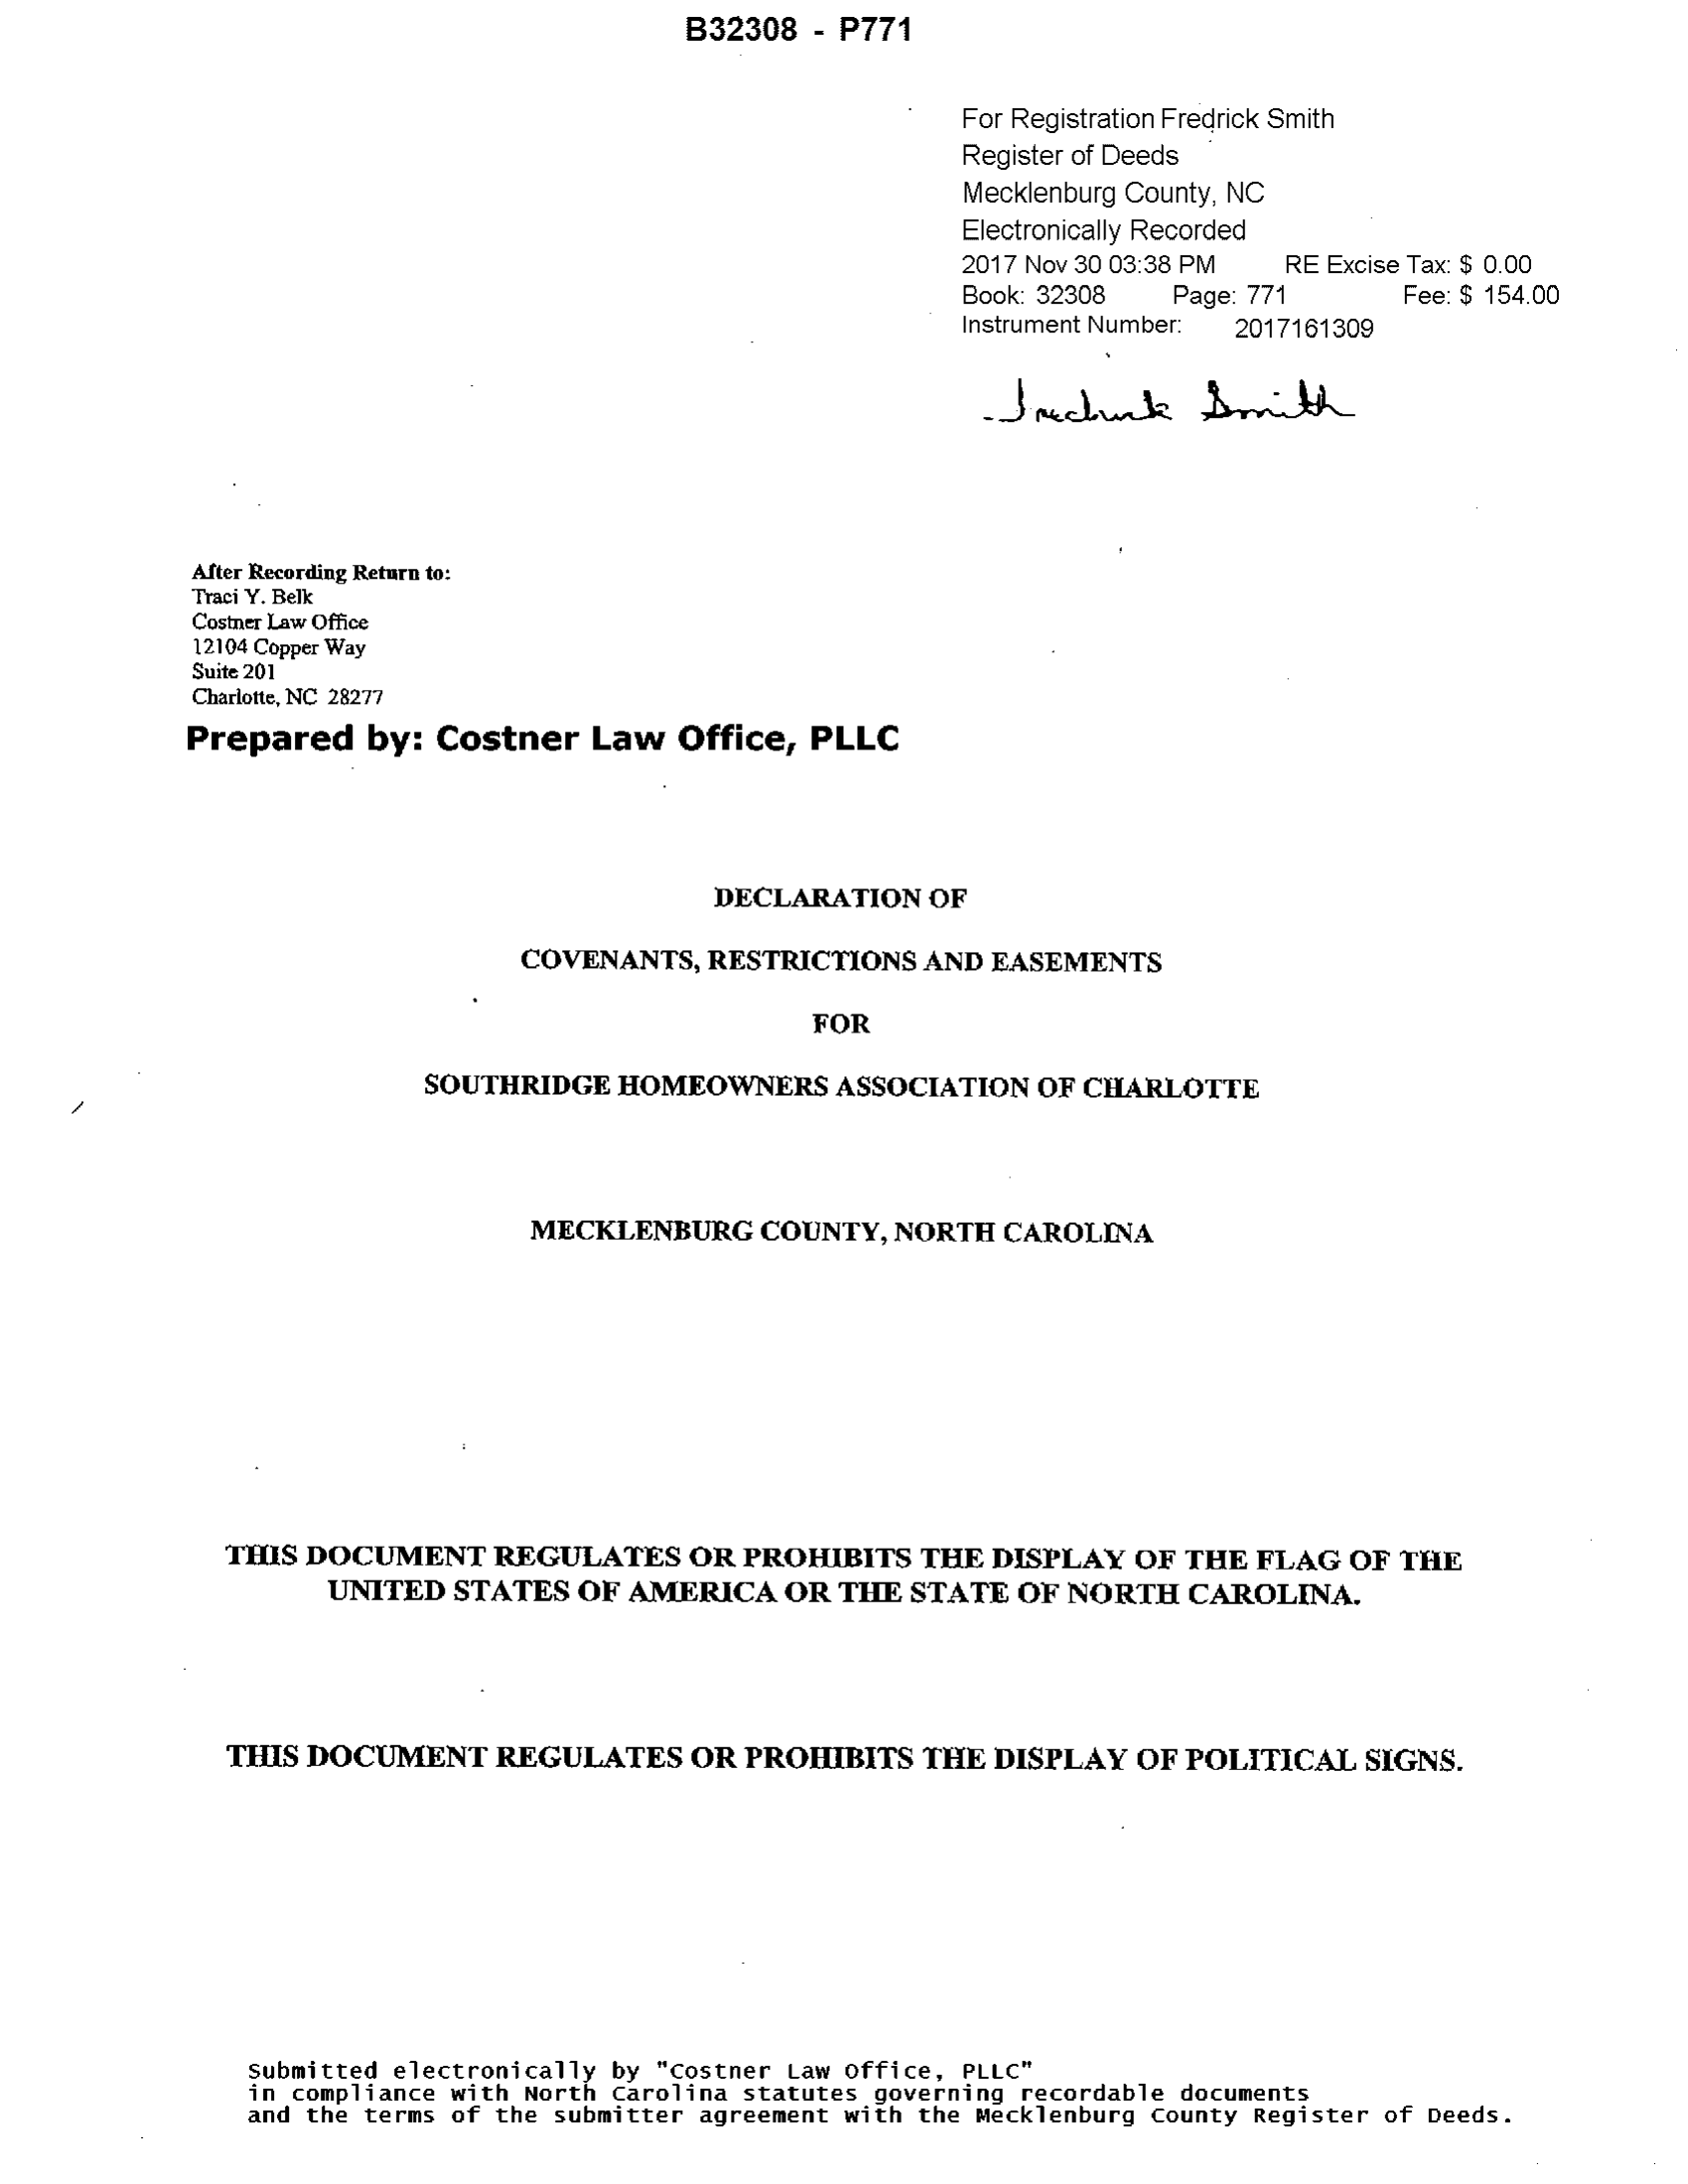 B32308 - P771
For Registration Fredrick Smith
Register of Deeds
Mecklenburg County, NC
Electronically Recorded
2017 Nov 30 03:38 PM RE Excise Tax: $ 0.00
Book: 32308 Page: 771 Fee: $ 154.00
Instrument Number: 2017161309
Fredrick Smith
After Recording Return to:
Traci Y. Belk
Costner Law Office
12104 Copper Way
Suite 201
Charlotte, NC 28277
Prepared by: Costner Law Office, PLLC
DECLARATION OF
COVENANTS, RESTRICTIONS AND EASEMENTS
FOR
SOUTHRIDGE HOMEOWNERS ASSOCIATION OF CHARLOTTE
MECKLENBURG COUNTY, NORTH CAROLINA
THIS DOCUMENT REGULATES OR PROHIBITS THE DISPLAY OF THE FLAG OF THE
UNITED STATES OF AMERICA OR THE STATE OF NORTH CAROLINA.
THIS DOCUMENT REGULATES OR PROHIBITS THE DISPLAY OF POLITICAL SIGNS.
Submitted electronically by "Costner Law Office, PLLC"
in compliance with North Carolina statutes governing recordable documents
and the terms of the submitter agreement with the Mecklenburg County Register of Deeds.